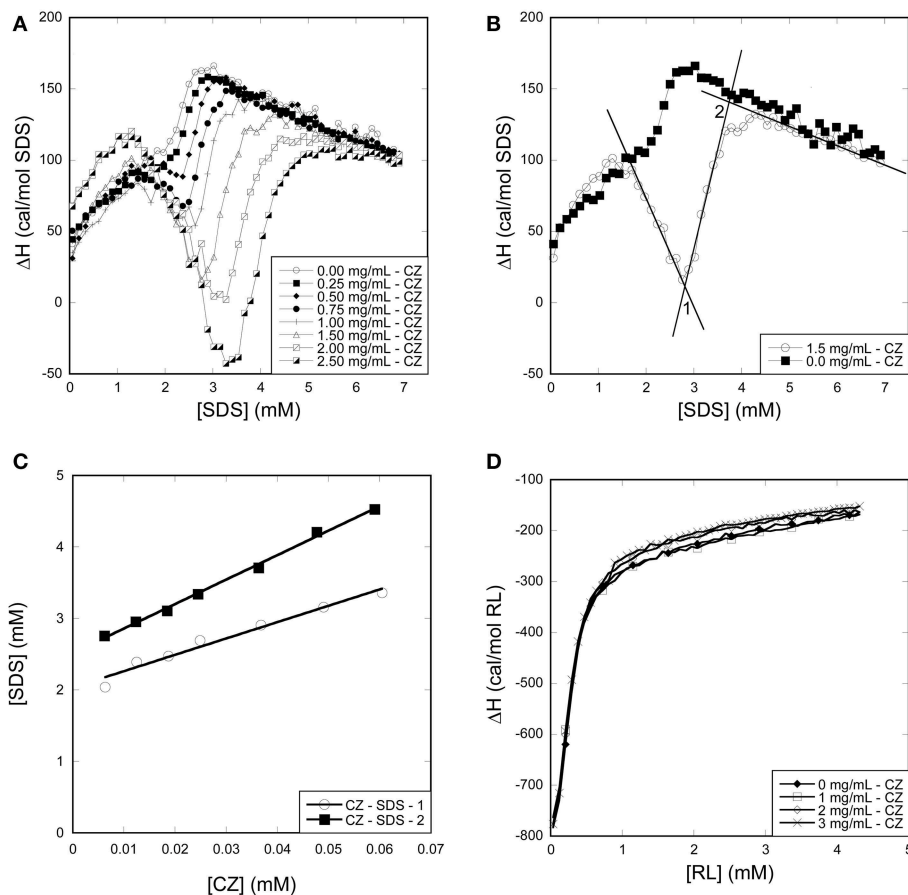 A
200
150
100
50
0
-50
ΔH (cal/mol SDS)
0 1 2 3 4 5 6 7
[SDS] (mM)
0.00 mg/mL - CZ
0.25 mg/mL - CZ
0.50 mg/mL - CZ
0.75 mg/mL - CZ
1.00 mg/mL - CZ
1.50 mg/mL - CZ
2.00 mg/mL - CZ
2.50 mg/mL - CZ
B
200
150
100
50
0
-50
ΔH (cal/mol SDS)
2
1
0 1 2 3 4 5 6 7
[SDS] (mM)
1.5 mg/mL - CZ
0.0 mg/mL - CZ
C
5
4
3
2
1
0
[SDS] (mM)
0 0.01 0.02 0.03 0.04 0.05 0.06 0.07
[CZ] (mM)
CZ - SDS - 1
CZ - SDS - 2
D
-100
-200
-300
-400
-500
-600
-700
-800
ΔH (cal/mol RL)
0 1 2 3 4 5
[RL] (mM)
0 mg/mL - CZ
1 mg/mL - CZ
2 mg/mL - CZ
3 mg/mL - CZ